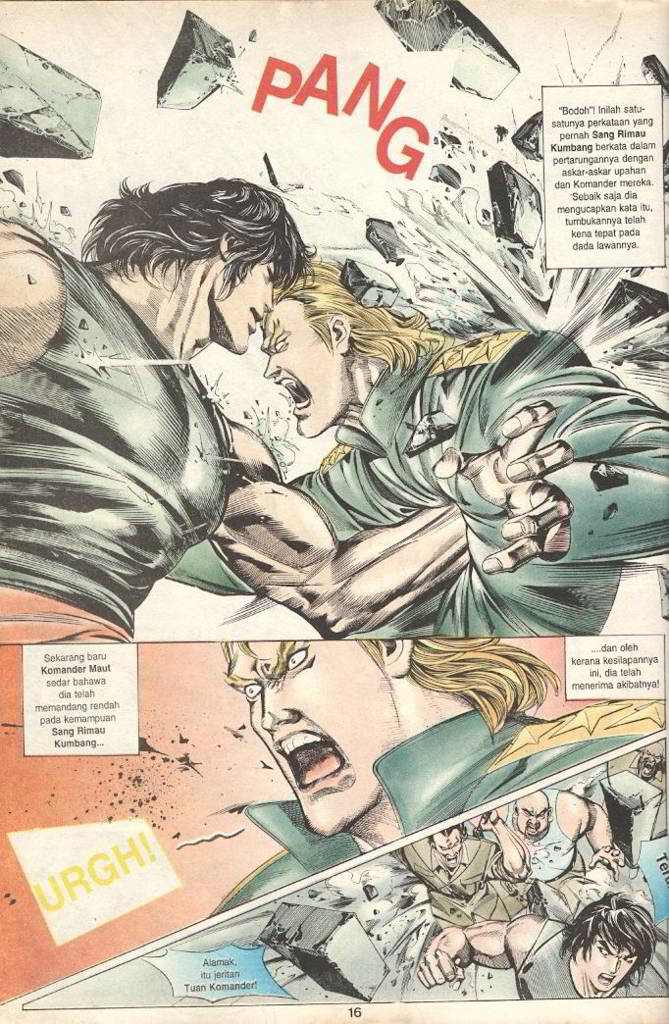 PANG
"Bodoh"! Inilah satu-
satunya perkataan yang
pernah Sang Rimau
Kumbang berkata dalam
pertarungannya dengan
askar-askar upahan
dan Komander mereka.
Sebaik saja dia
mengucapkan kata itu,
tumbukannya telah
kena tepat pada
dada lawannya.
Sekarang baru
Komander Maut
sedar bahawa
dia telah
memandang rendah
pada kemampuan
Sang Rimau
Kumbang...
....dan oleh
kerana kesilapannya
ini, dia telah
menerima akibatnya!
URGH!
Alamak,
itu jeritan
Tuan Komander!
16